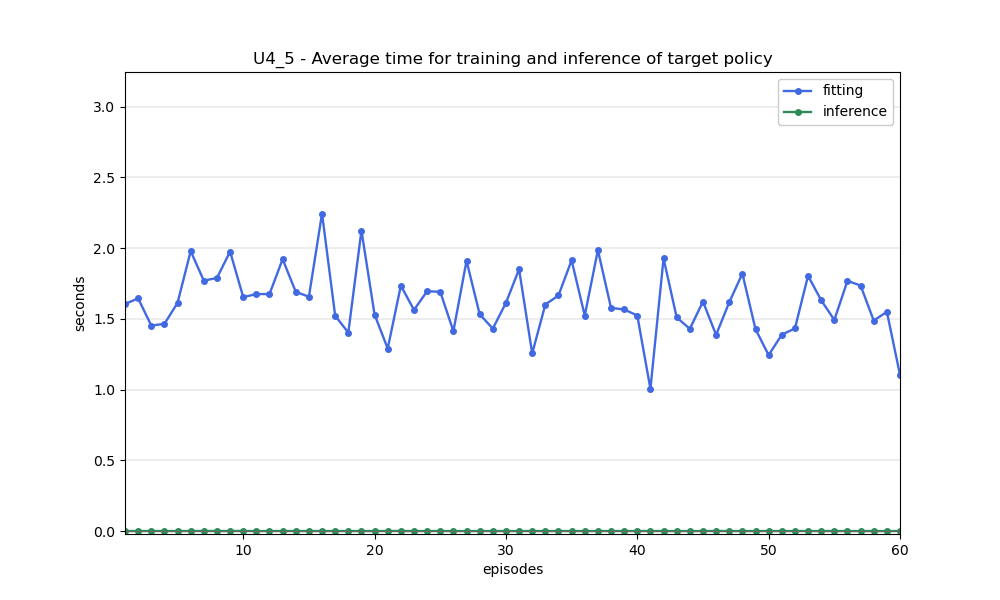 U4_5 - Average time for training and inference of target policy
fitting
inference
seconds
3.0
2.5
2.0
1.5
1.0
0.5
0.0
10 20 30 40 50 60
episodes